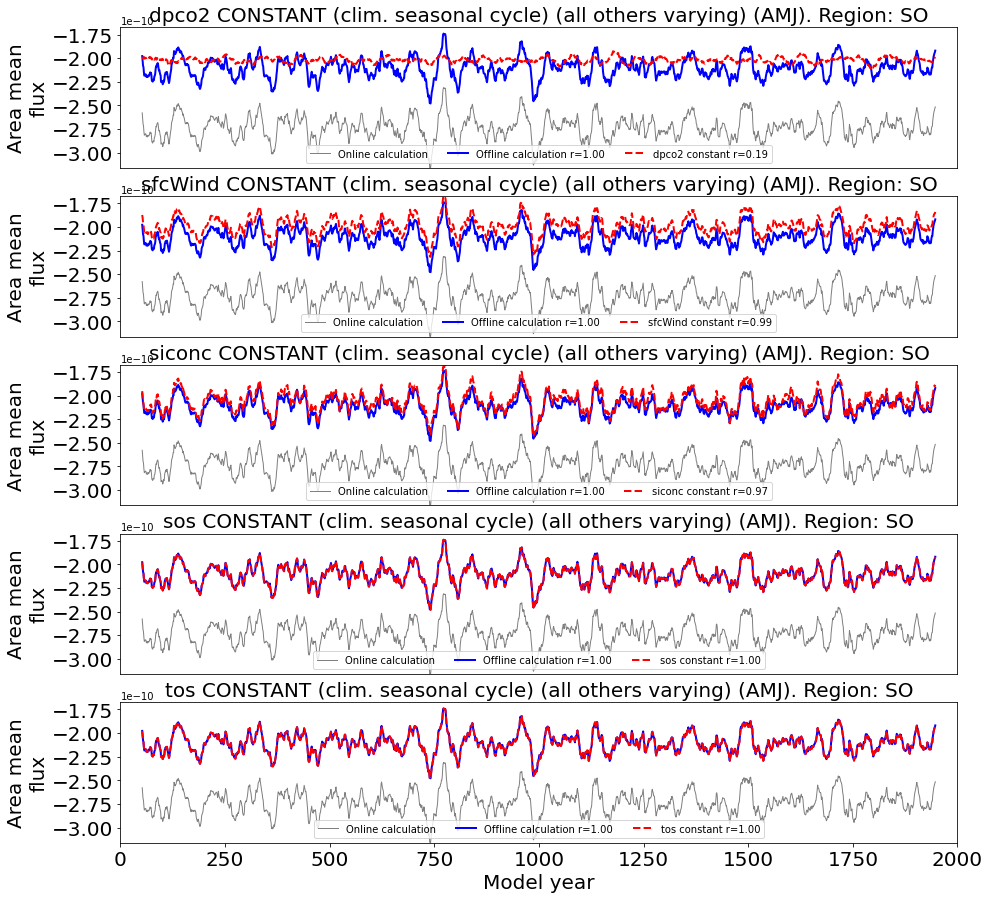 dpco2 CONSTANT (clim. seasonal cycle) (all others varying) (AMJ). Region: SO
1e−10
−1.75
−2.00
−2.25
−2.50
−2.75
−3.00
Area mean
flux
Online calculation
Offline calculation r=1.00
dpco2 constant r=0.19
sfcWind CONSTANT (clim. seasonal cycle) (all others varying) (AMJ). Region: SO
1e−10
−1.75
−2.00
−2.25
−2.50
−2.75
−3.00
Area mean
flux
Online calculation
Offline calculation r=1.00
sfcWind constant r=0.99
siconc CONSTANT (clim. seasonal cycle) (all others varying) (AMJ). Region: SO
1e−10
−1.75
−2.00
−2.25
−2.50
−2.75
−3.00
Area mean
flux
Online calculation
Offline calculation r=1.00
siconc constant r=0.97
sos CONSTANT (clim. seasonal cycle) (all others varying) (AMJ). Region: SO
1e−10
−1.75
−2.00
−2.25
−2.50
−2.75
−3.00
Area mean
flux
Online calculation
Offline calculation r=1.00
sos constant r=1.00
tos CONSTANT (clim. seasonal cycle) (all others varying) (AMJ). Region: SO
1e−10
−1.75
−2.00
−2.25
−2.50
−2.75
−3.00
Area mean
flux
Online calculation
Offline calculation r=1.00
tos constant r=1.00
0
250
500
750
1000
1250
1500
1750
2000
Model year